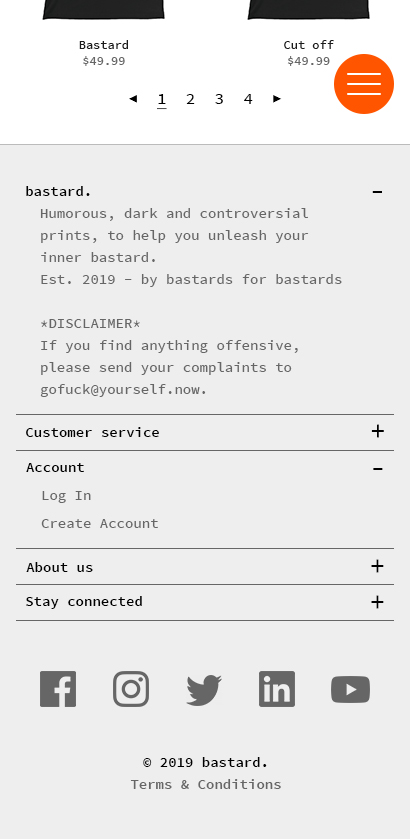 Bastard
$49.99
Cut off
$49.99
◄ 1 2 3 4 ►
bastard. –
Humorous, dark and controversial
prints, to help you unleash your
inner bastard.
Est. 2019 - by bastards for bastards
*DISCLAIMER*
If you find anything offensive,
please send your complaints to
gofuck@yourself.now.
Customer service +
Account –
Log In
Create Account
About us +
Stay connected +
© 2019 bastard.
Terms & Conditions